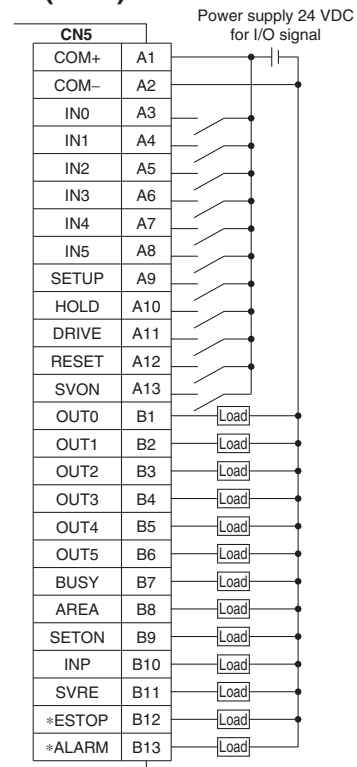 Power supply 24 VDC
for I/O signal
CN5
COM+ A1
COM– A2
IN0 A3
IN1 A4
IN2 A5
IN3 A6
IN4 A7
IN5 A8
SETUP A9
HOLD A10
DRIVE A11
RESET A12
SVON A13
OUT0 B1 Load
OUT1 B2 Load
OUT2 B3 Load
OUT3 B4 Load
OUT4 B5 Load
OUT5 B6 Load
BUSY B7 Load
AREA B8 Load
SETON B9 Load
INP B10 Load
SVRE B11 Load
∗ESTOP B12 Load
∗ALARM B13 Load